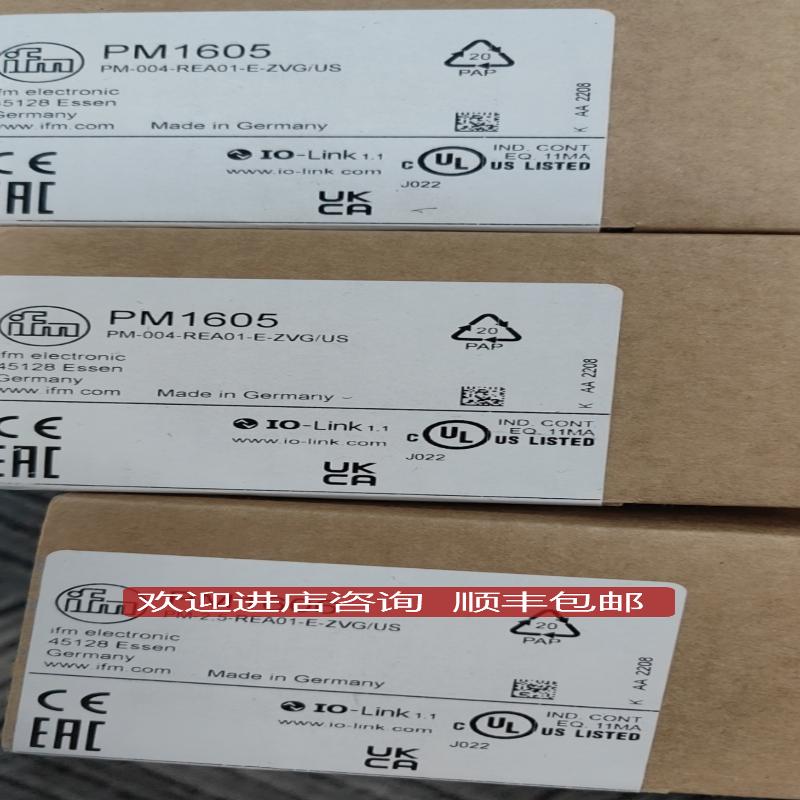 ifm
PM1605
PM-004-REA01-E-ZVG/US
ifm electronic
45128 Essen
Germany
www.ifm.com
Made in Germany
20
PAP
K AA 2208
CE
EAC
IO-Link 1.1
www.io-link.com
UK
CA
c UL US LISTED
IND. CONT.
EQ. 11MA
J022
ifm
PM1605
PM-004-REA01-E-ZVG/US
ifm electronic
45128 Essen
Germany
www.ifm.com
Made in Germany
20
PAP
K AA 2208
CE
EAC
IO-Link 1.1
www.io-link.com
UK
CA
c UL US LISTED
IND. CONT.
EQ. 11MA
J022
ifm
欢迎进店咨询 顺丰包邮
PM-2.5-REA01-E-ZVG/US
ifm electronic
45128 Essen
Germany
www.ifm.com
Made in Germany
20
PAP
K AA 2208
CE
EAC
IO-Link 1.1
www.io-link.com
UK
CA
c UL US LISTED
IND. CONT.
EQ. 11MA
J022